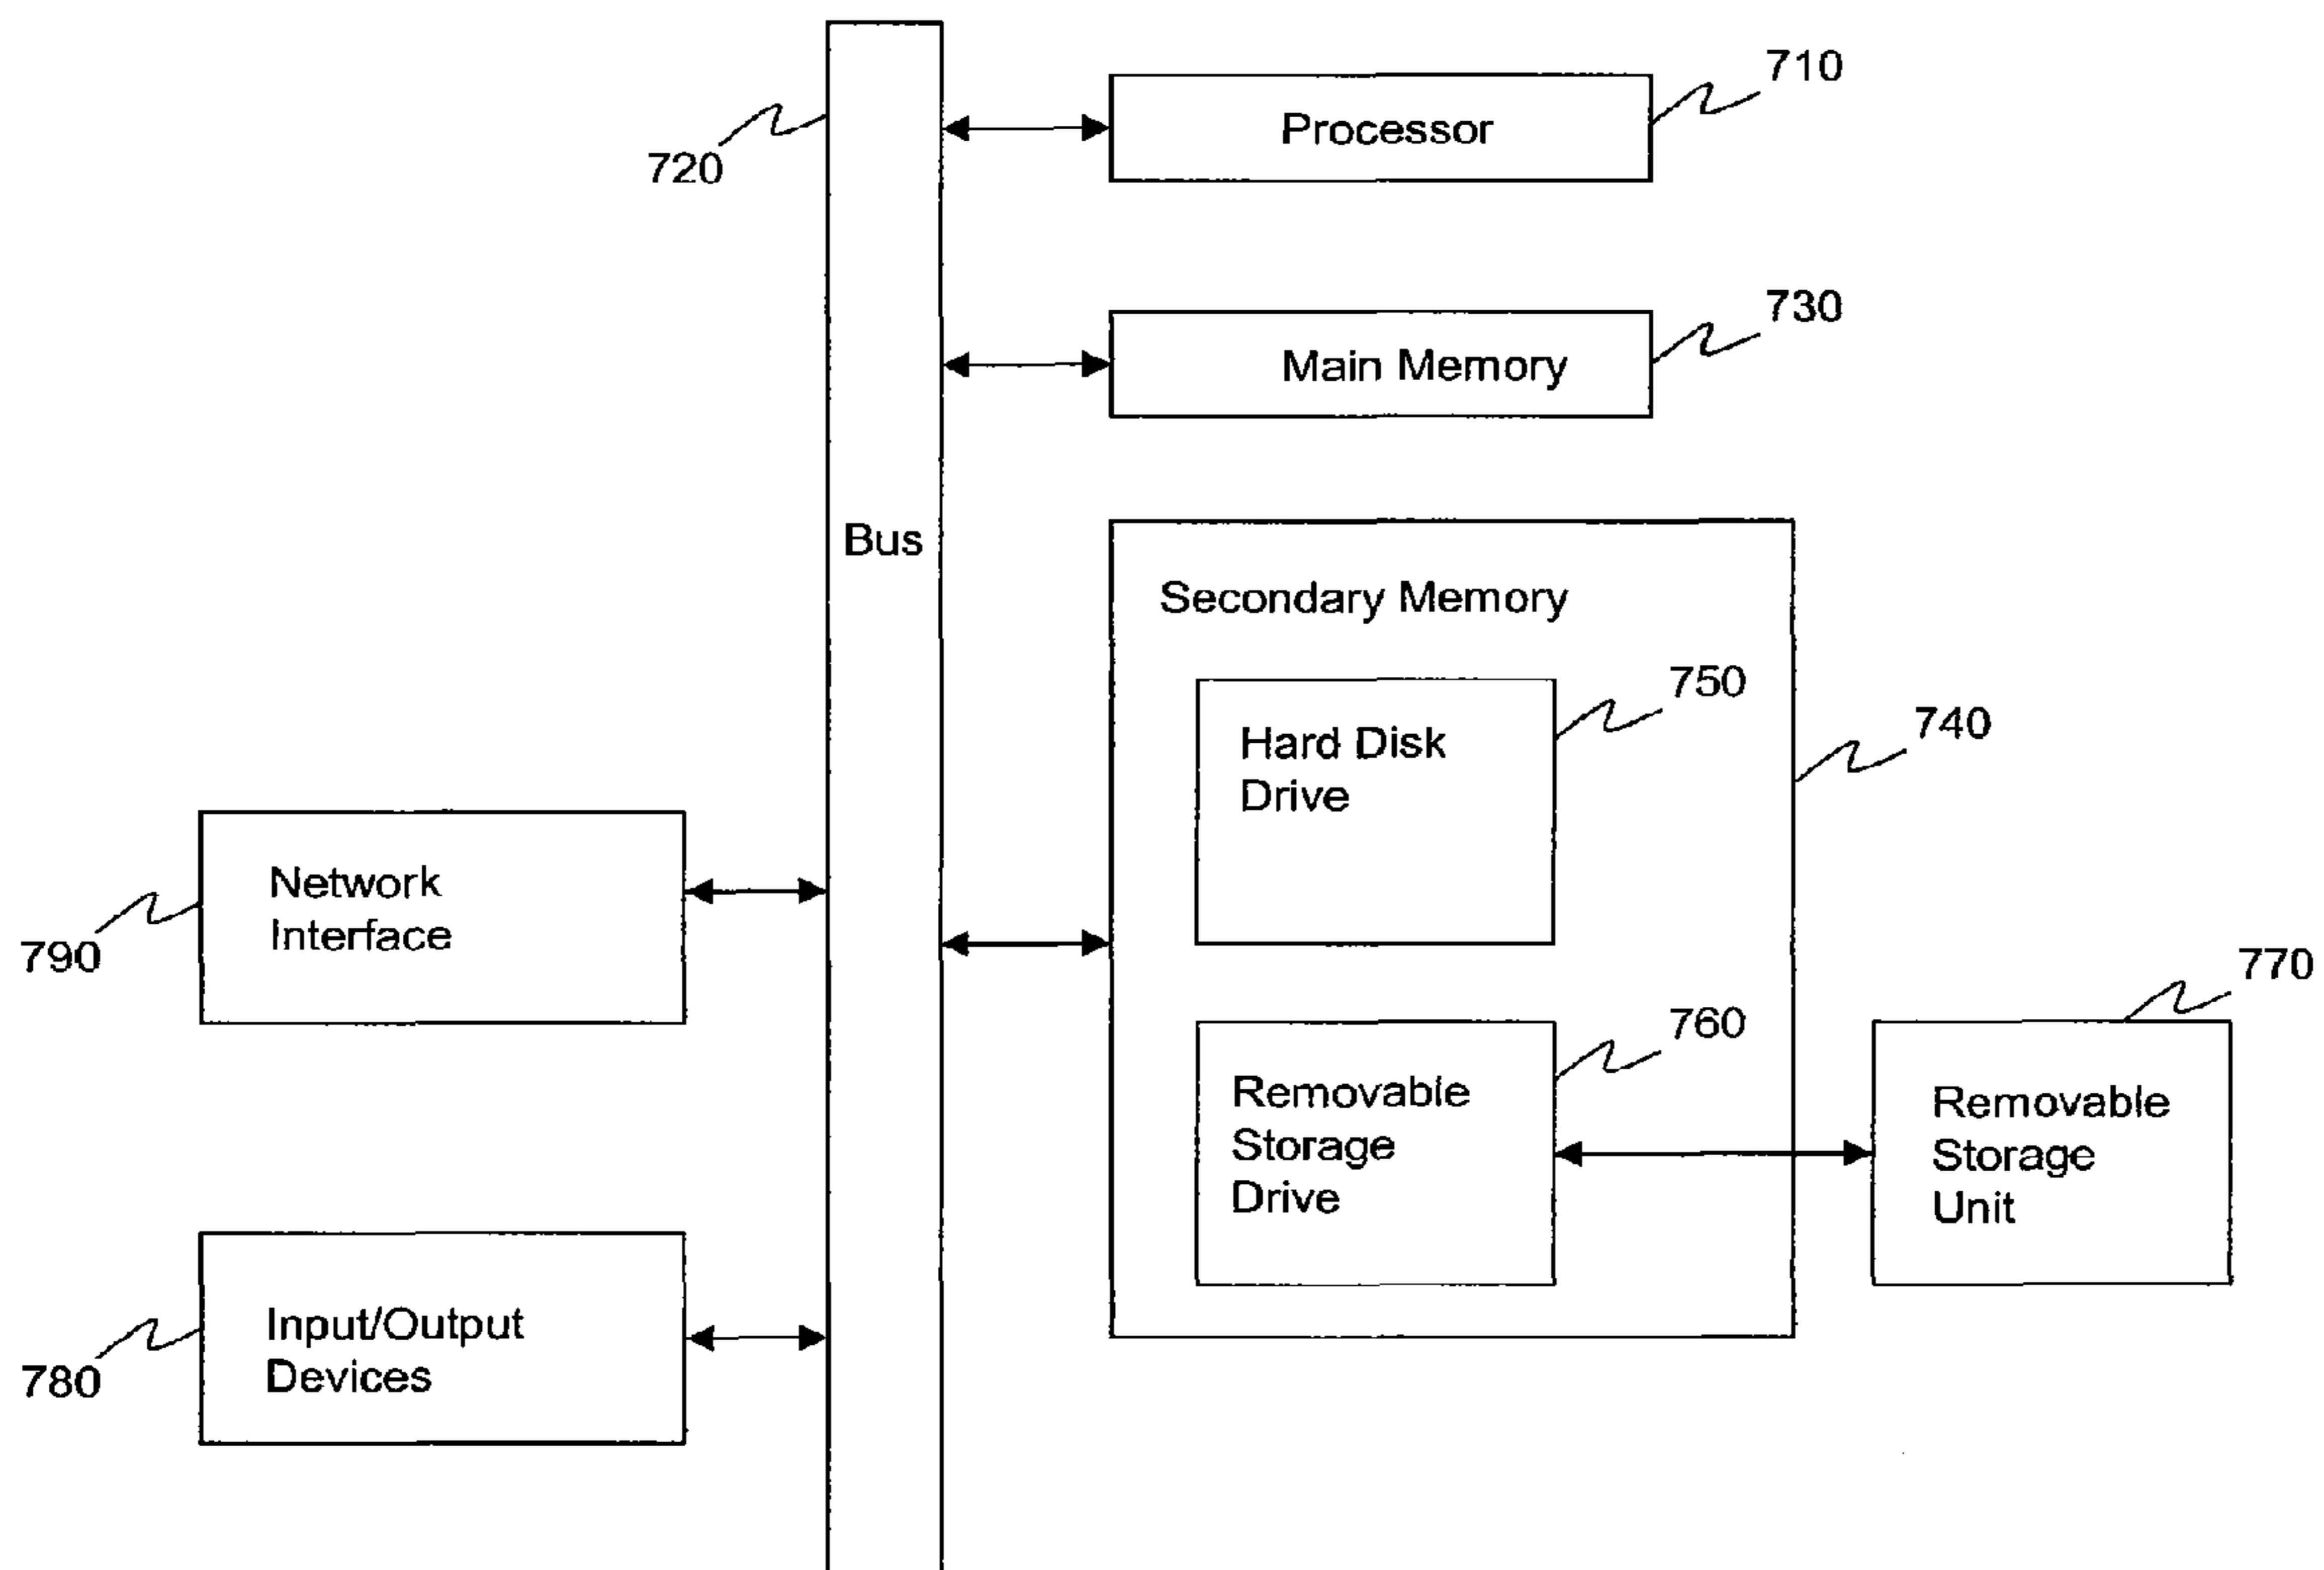 710
Processor
720
730
Main Memory
Bus
Secondary Memory
750
Hard Disk
Drive
740
Network
Interface
790
760
Removable
Storage
Drive
770
Removable
Storage
Unit
Input/Output
Devices
780